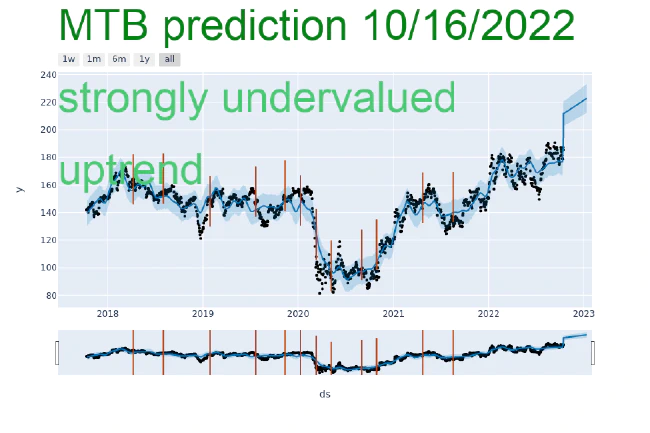 MTB prediction 10/16/2022
1w 1m 6m 1y all
240
strongly undervalued
220
200
180
uptrend
160
140
120
100
80
y
2018 2019 2020 2021 2022 2023
ds